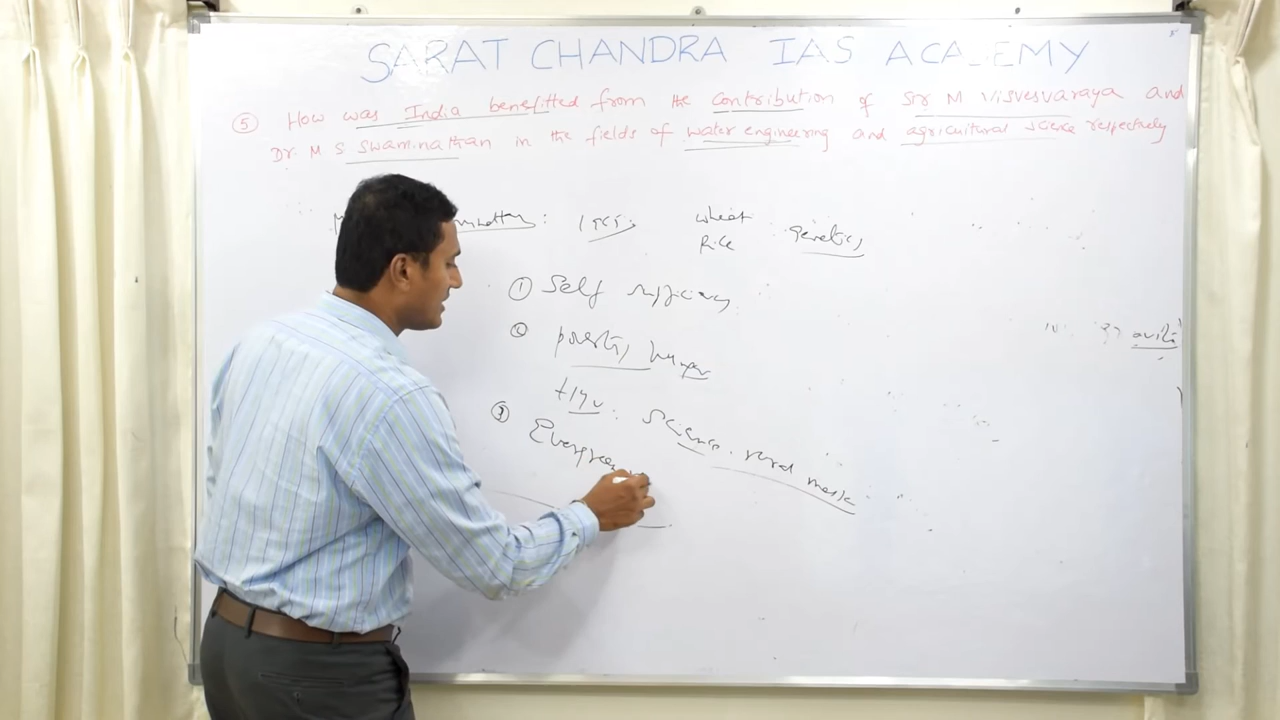 SARAT CHANDRA IAS ACADEMY
5 How was India benefitted from the contribution of Sir M Visvesvaraya and
Dr. M S Swaminathan in the fields of water engineering and agricultural science respectively
wheat
Rice genetics
1 Self sufficiency
poverty, hunger
Science
3 Evergreen